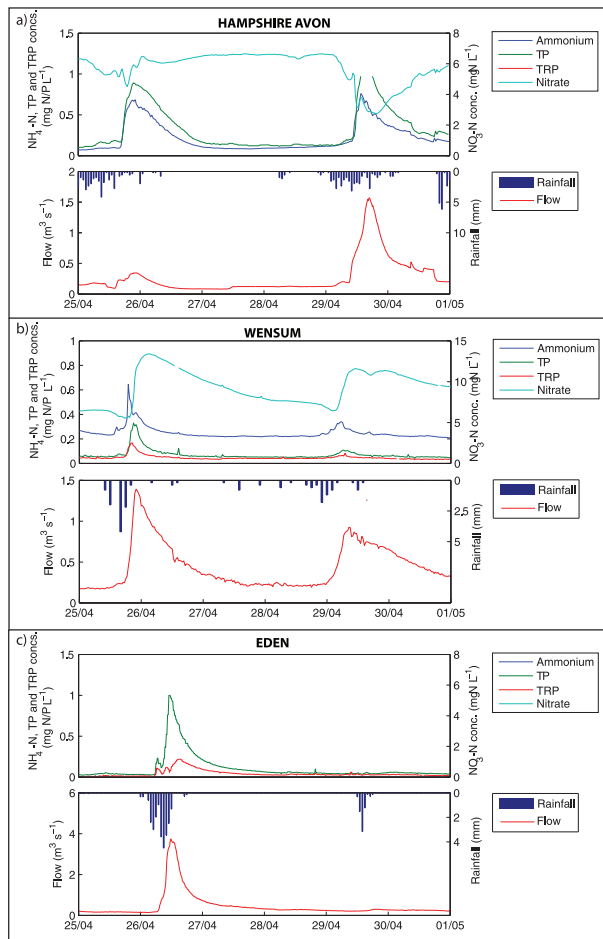 a)
HAMPSHIRE AVON
NH4-N, TP and TRP concs.
(mg N/P L−1)
1.5
1
0.5
0
8
6
4
2
0
NO3-N conc. (mgN L−1)
Ammonium
TP
TRP
Nitrate
Flow (m3 s−1)
2
1.5
1
0.5
0
0
5
10
Rainfall (mm)
Rainfall
Flow
25/04 26/04 27/04 28/04 29/04 30/04 01/05
b)
WENSUM
NH4-N, TP and TRP concs.
(mg N/P L−1)
1
0.8
0.6
0.4
0.2
0
15
10
5
0
NO3-N conc. (mgN L−1)
Ammonium
TP
TRP
Nitrate
Flow (m3 s−1)
1.5
1
0.5
0
0
2.5
5
Rainfall (mm)
Rainfall
Flow
25/04 26/04 27/04 28/04 29/04 30/04 01/05
c)
EDEN
NH4-N, TP and TRP concs.
(mg N/P L−1)
1.5
1
0.5
0
8
6
4
2
0
NO3-N conc. (mgN L−1)
Ammonium
TP
TRP
Nitrate
Flow (m3 s−1)
6
4
2
0
0
2
4
Rainfall (mm)
Rainfall
Flow
25/04 26/04 27/04 28/04 29/04 30/04 01/05